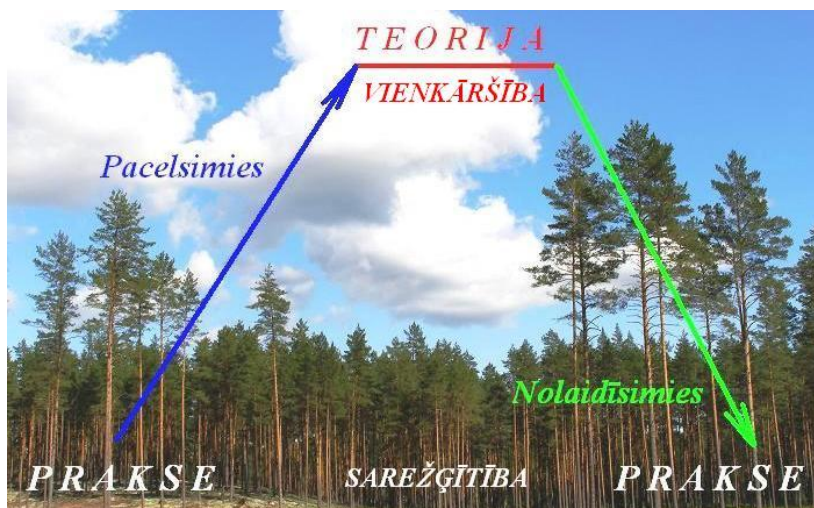 TEORIJA
VIENKĀRŠĪBA
Pacelsimies
Nolaidīsimies
PRAKSE
SAREŽĢĪTĪBA
PRAKSE